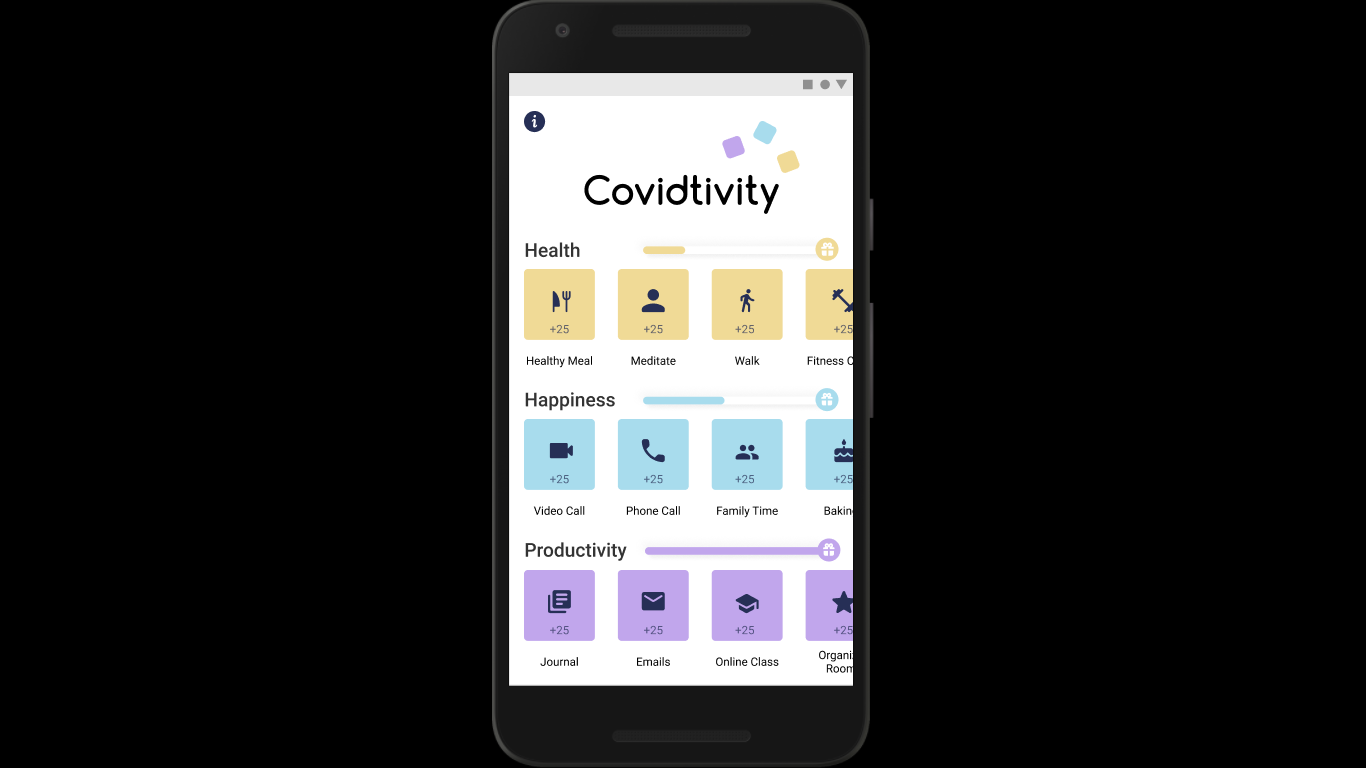 i
Covidtivity
Health
+25 +25 +25 +25
Healthy Meal Meditate Walk Fitness C
Happiness
+25 +25 +25 +25
Video Call Phone Call Family Time Baking
Productivity
+25 +25 +25 +25
Journal Emails Online Class Organi
Room